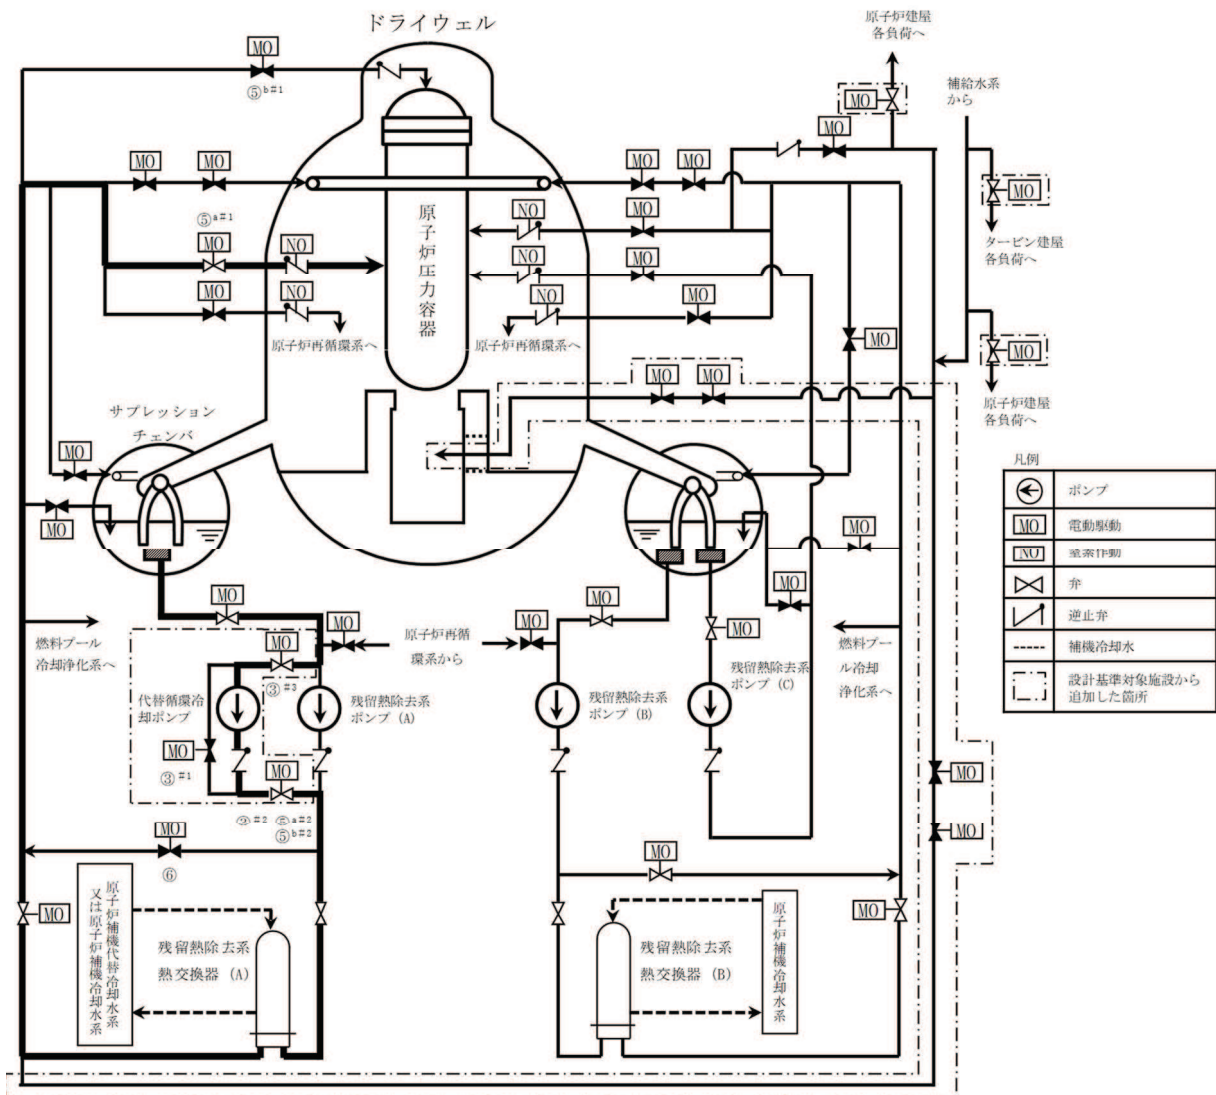 ドライウェル
原子炉建屋
各負荷へ
MO
⑤b#1
MO
補給水系
から
MO
MO
MO
MO
MO
MO
タービン建屋
各負荷へ
⑤a#1
MO
NO
原子炉圧力容器
NO
MO
NO
MO
MO
NO
原子炉再循環系へ
NO
MO
原子炉再循環系へ
MO
MO
原子炉建屋
各負荷へ
MO
MO
サプレッション
チェンバ
MO
MO
凡例
ポンプ
MO
電動駆動
NO
窒素作動
弁
逆止弁
補機冷却水
設計基準対象施設から
追加した箇所
MO
MO
MO
MO
MO
MO
MO
原子炉再循
環系から
MO
燃料プール
冷却浄化系へ
燃料プー
ル冷却
浄化系へ
MO
③#3
代替循環冷
却ポンプ
残留熱除去系
ポンプ (A)
残留熱除去系
ポンプ (B)
残留熱除去系
ポンプ (C)
MO
③#1
MO
#2
a#2
⑤b#2
MO
MO
MO
⑥
MO
MO
MO
原子炉補機代替冷却水系
又は原子炉補機冷却水系
残留熱除去系
熱交換器 (A)
残留熱除去系
熱交換器 (B)
原子炉補機冷却水系